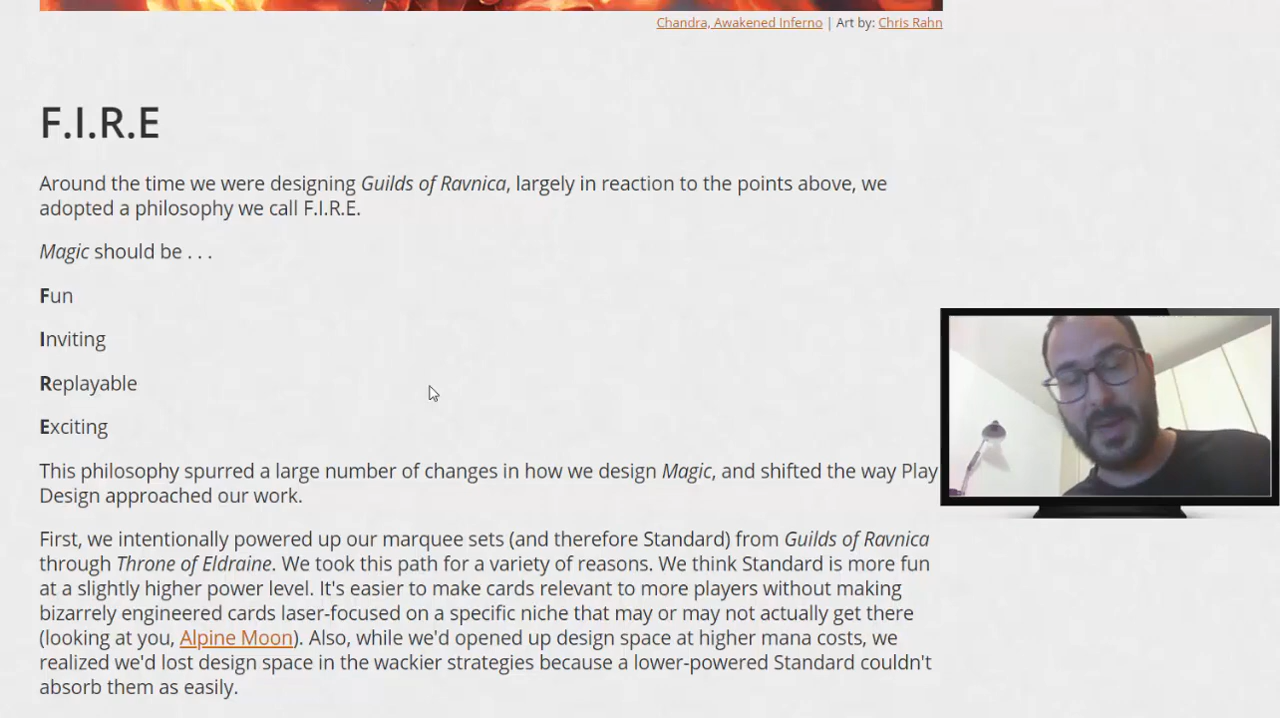 Chandra, Awakened Inferno | Art by: Chris Rahn
F.I.R.E
Around the time we were designing Guilds of Ravnica, largely in reaction to the points above, we
adopted a philosophy we call F.I.R.E.
Magic should be . . .
Fun
Inviting
Replayable
Exciting
This philosophy spurred a large number of changes in how we design Magic, and shifted the way Play
Design approached our work.
First, we intentionally powered up our marquee sets (and therefore Standard) from Guilds of Ravnica
through Throne of Eldraine. We took this path for a variety of reasons. We think Standard is more fun
at a slightly higher power level. It's easier to make cards relevant to more players without making
bizarrely engineered cards laser-focused on a specific niche that may or may not actually get there
(looking at you, Alpine Moon). Also, while we'd opened up design space at higher mana costs, we
realized we'd lost design space in the wackier strategies because a lower-powered Standard couldn't
absorb them as easily.